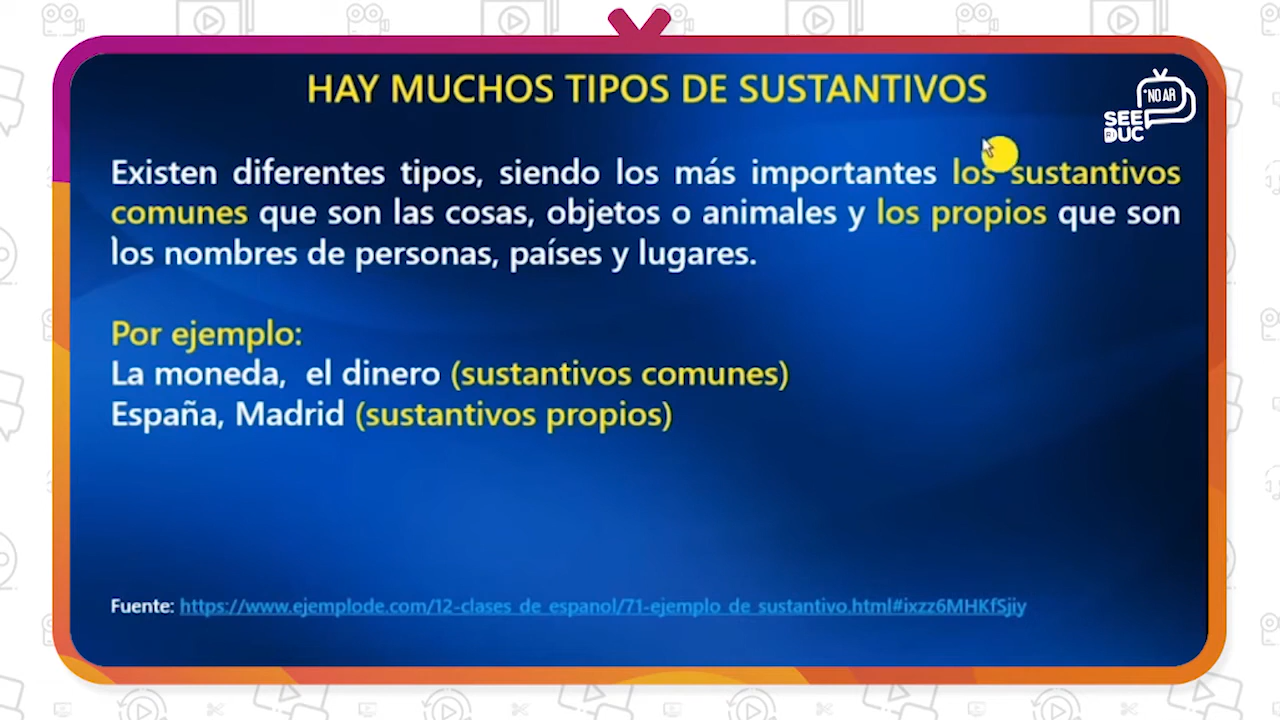 HAY MUCHOS TIPOS DE SUSTANTIVOS
"NO AR
SEE
RJ DUC
Existen diferentes tipos, siendo los más importantes los sustantivos
comunes que son las cosas, objetos o animales y los propios que son
los nombres de personas, países y lugares.
Por ejemplo:
La moneda, el dinero (sustantivos comunes)
España, Madrid (sustantivos propios)
Fuente: https://www.ejemplode.com/12-clases_de_espanol/71-ejemplo_de_sustantivo.html#ixzz6MHKfSjiy